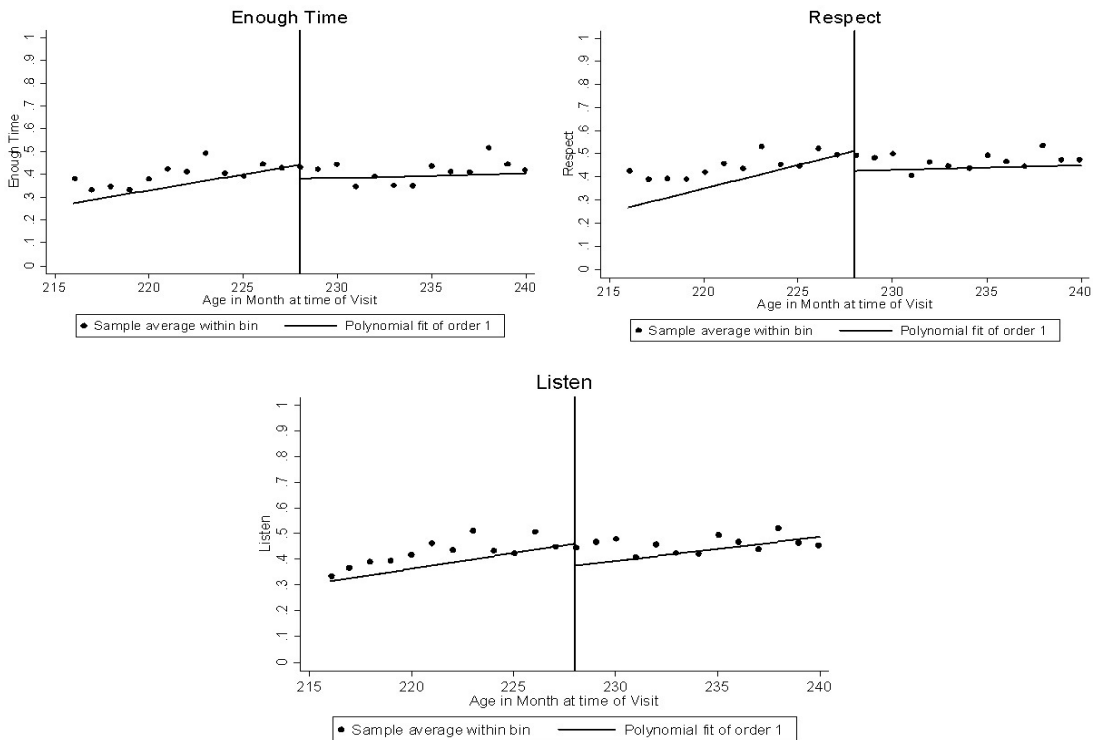 Enough Time
Enough Time
0 .1 .2 .3 .4 .5 .6 .7 .8 .9 1
215 220 225 230 235 240
Age in Month at time of Visit
Sample average within bin Polynomial fit of order 1
Respect
Respect
0 .1 .2 .3 .4 .5 .6 .7 .8 .9 1
215 220 225 230 235 240
Age in Month at time of Visit
Sample average within bin Polynomial fit of order 1
Listen
Listen
0 .1 .2 .3 .4 .5 .6 .7 .8 .9 1
215 220 225 230 235 240
Age in Month at time of Visit
Sample average within bin Polynomial fit of order 1